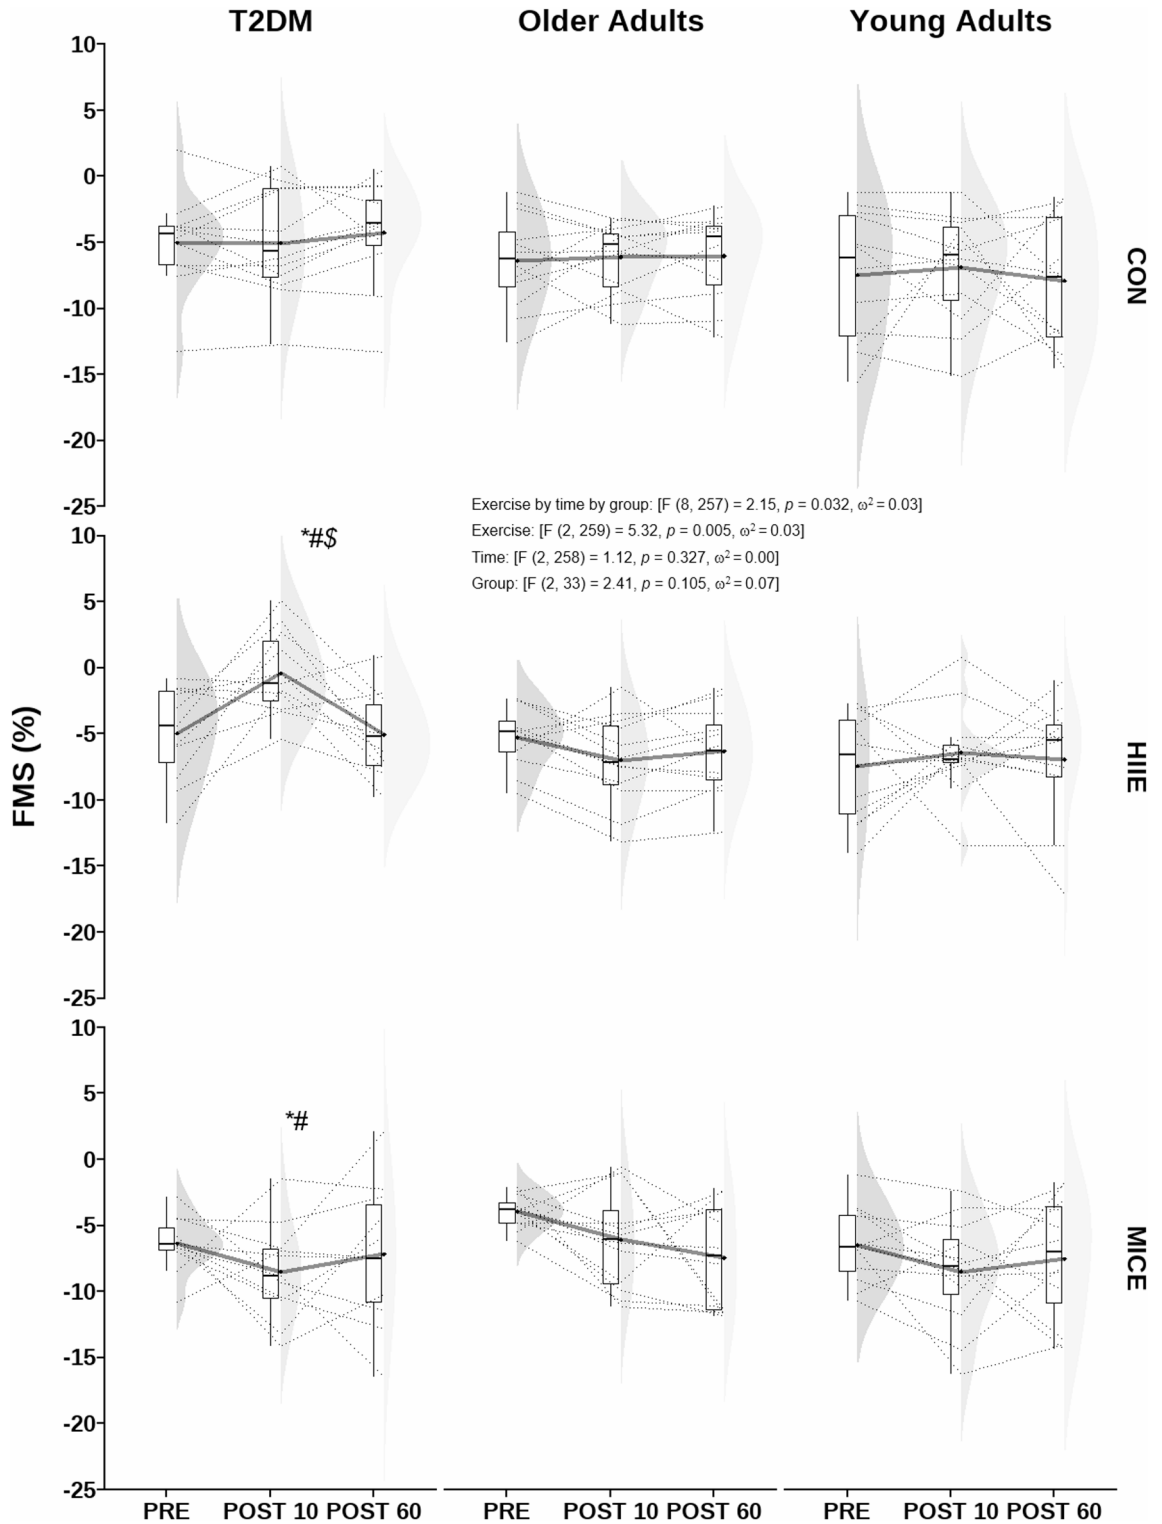 T2DM Older Adults Young Adults
10
5
0
-5
-10
-15
-20
-25
CON
Exercise by time by group: [F (8, 257) = 2.15, p = 0.032, ω² = 0.03]
Exercise: [F (2, 259) = 5.32, p = 0.005, ω² = 0.03]
Time: [F (2, 258) = 1.12, p = 0.327, ω² = 0.00]
Group: [F (2, 33) = 2.41, p = 0.105, ω² = 0.07]
*#$
10
5
0
-5
-10
-15
-20
-25
FMS (%)
HIIE
*#
10
5
0
-5
-10
-15
-20
-25
MICE
PRE POST 10 POST 60 PRE POST 10 POST 60 PRE POST 10 POST 60